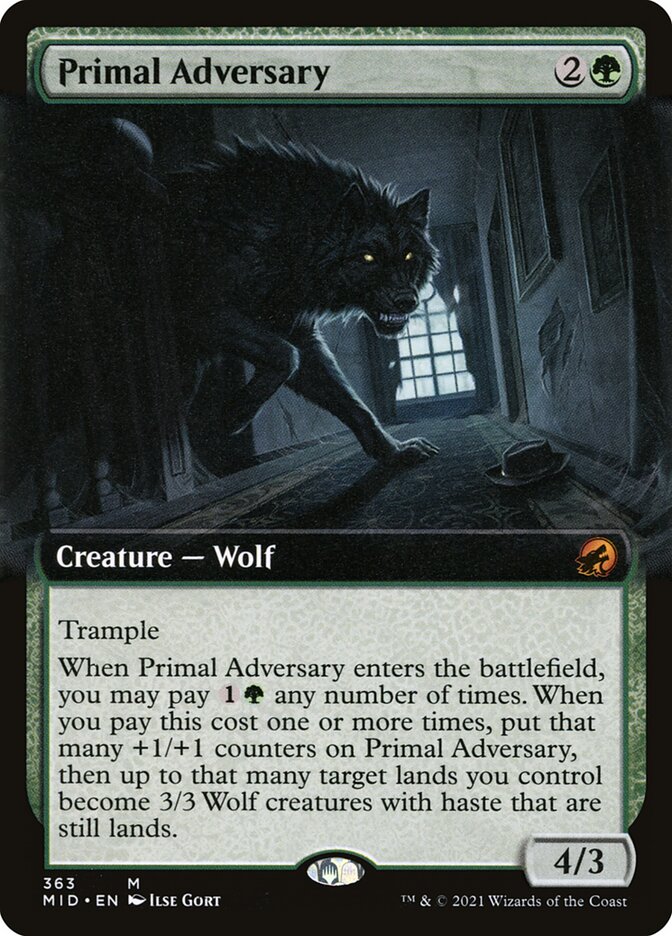 Primal Adversary 2
Creature — Wolf
Trample
When Primal Adversary enters the battlefield,
you may pay 1 any number of times. When
you pay this cost one or more times, put that
many +1/+1 counters on Primal Adversary,
then up to that many target lands you control
become 3/3 Wolf creatures with haste that are
still lands.
4/3
363 M
MID • EN Ilse Gort ™ & © 2021 Wizards of the Coast